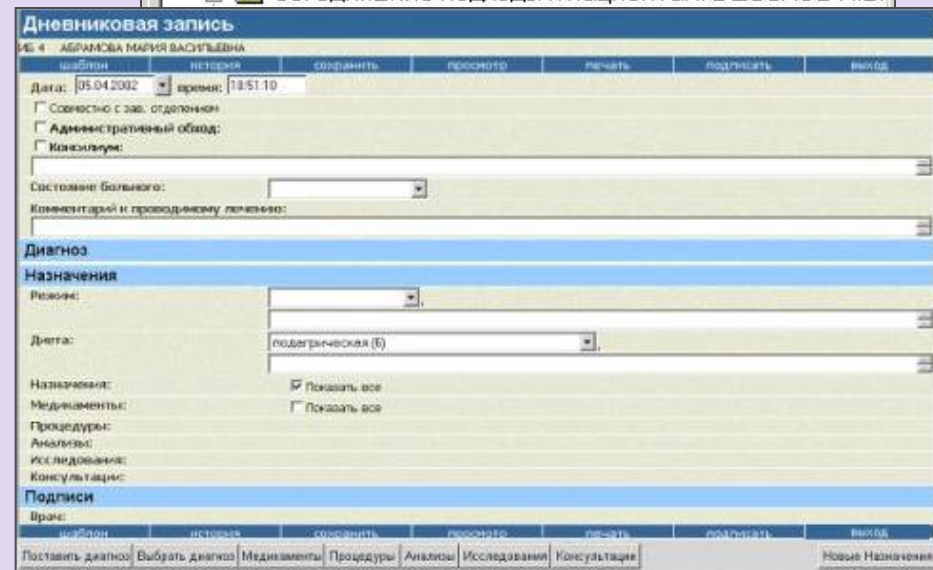 Дневниковая запись
ИБ 4 АБРАМОВА МАРИЯ ВАСИЛЬЕВНА
шаблон история сохранить просмотр печать подписать выход
Дата: 05.04.2002 время: 18:51:10
Совместно с зав. отделением
Административный обход:
Консилиум:
Состояние больного:
Комментарий к проводимому лечению:
Диагноз
Назначения
Режим: ,
Диета: подагрическая (6) ,
Назначения: Показать все
Медикаменты: Показать все
Процедуры:
Анализы:
Исследования:
Консультации:
Подписи
Врач:
шаблон история сохранить просмотр печать подписать выход
Поставить диагноз Выбрать диагноз Медикаменты Процедуры Анализы Исследования Консультации Новые Назначения